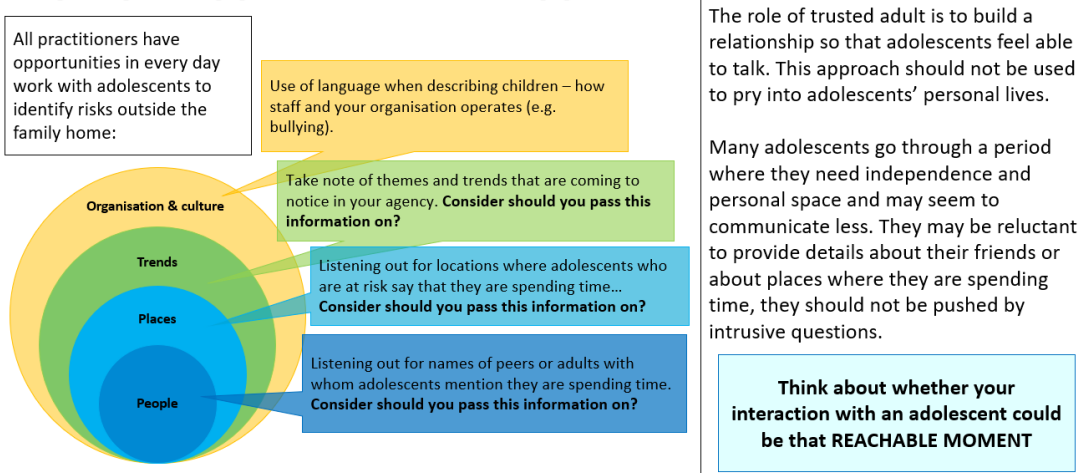 All practitioners have
opportunities in every day
work with adolescents to
identify risks outside the
family home:
Use of language when describing children – how
staff and your organisation operates (e.g.
bullying).
Organisation & culture
Take note of themes and trends that are coming to
notice in your agency. Consider should you pass this
information on?
Trends
Listening out for locations where adolescents who
are at risk say that they are spending time…
Consider should you pass this information on?
Places
Listening out for names of peers or adults with
whom adolescents mention they are spending time.
Consider should you pass this information on?
People
The role of trusted adult is to build a
relationship so that adolescents feel able
to talk. This approach should not be used
to pry into adolescents’ personal lives.
Many adolescents go through a period
where they need independence and
personal space and may seem to
communicate less. They may be reluctant
to provide details about their friends or
about places where they are spending
time, they should not be pushed by
intrusive questions.
Think about whether your
interaction with an adolescent could
be that REACHABLE MOMENT